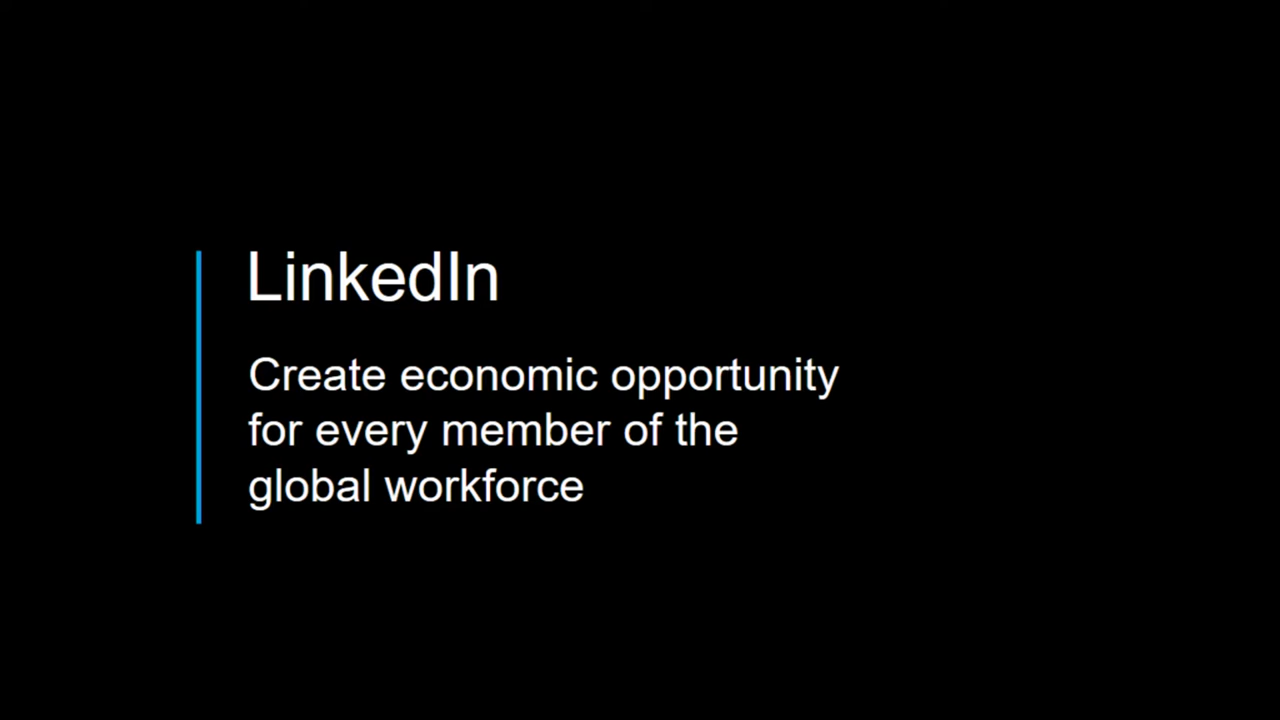 LinkedIn
Create economic opportunity
for every member of the
global workforce